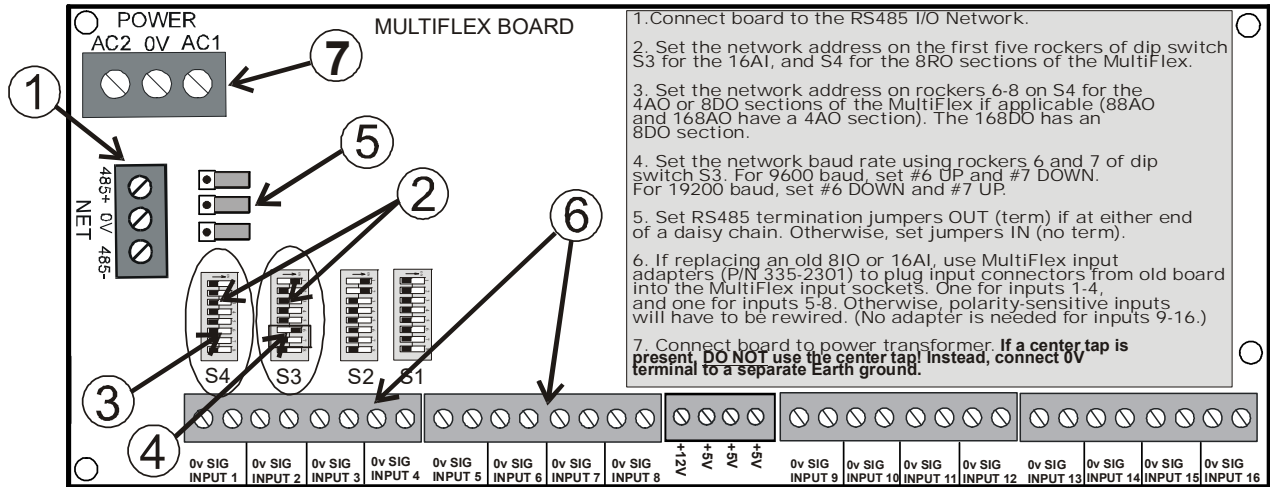 POWER
AC2 0V AC1
MULTIFLEX BOARD
7
1
485+ 0V 485-
NET
5
2
6
3
4
S4
S3
S2
S1
1.Connect board to the RS485 I/O Network.
2. Set the network address on the first five rockers of dip switch
S3 for the 16AI, and S4 for the 8RO sections of the MultiFlex.
3. Set the network address on rockers 6-8 on S4 for the
4AO or 8DO sections of the MultiFlex if applicable (88AO
and 168AO have a 4AO section). The 168DO has an
8DO section.
4. Set the network baud rate using rockers 6 and 7 of dip
switch S3. For 9600 baud, set #6 UP and #7 DOWN.
For 19200 baud, set #6 DOWN and #7 UP.
5. Set RS485 termination jumpers OUT (term) if at either end
of a daisy chain. Otherwise, set jumpers IN (no term).
6. If replacing an old 8IO or 16AI, use MultiFlex input
adapters (P/N 335-2301) to plug input connectors from old board
into the MultiFlex input sockets. One for inputs 1-4,
and one for inputs 5-8. Otherwise, polarity-sensitive inputs
will have to be rewired. (No adapter is needed for inputs 9-16.)
7. Connect board to power transformer. If a center tap is
present, DO NOT use the center tap! Instead, connect 0V
terminal to a separate Earth ground.
0v SIG 0v SIG 0v SIG 0v SIG 0v SIG 0v SIG 0v SIG 0v SIG +12V +5V +5V +5V 0v SIG 0v SIG 0v SIG 0v SIG 0v SIG 0v SIG 0v SIG 0v SIG
INPUT 1 INPUT 2 INPUT 3 INPUT 4 INPUT 5 INPUT 6 INPUT 7 INPUT 8 INPUT 9 INPUT 10 INPUT 11 INPUT 12 INPUT 13 INPUT 14 INPUT 15 INPUT 16